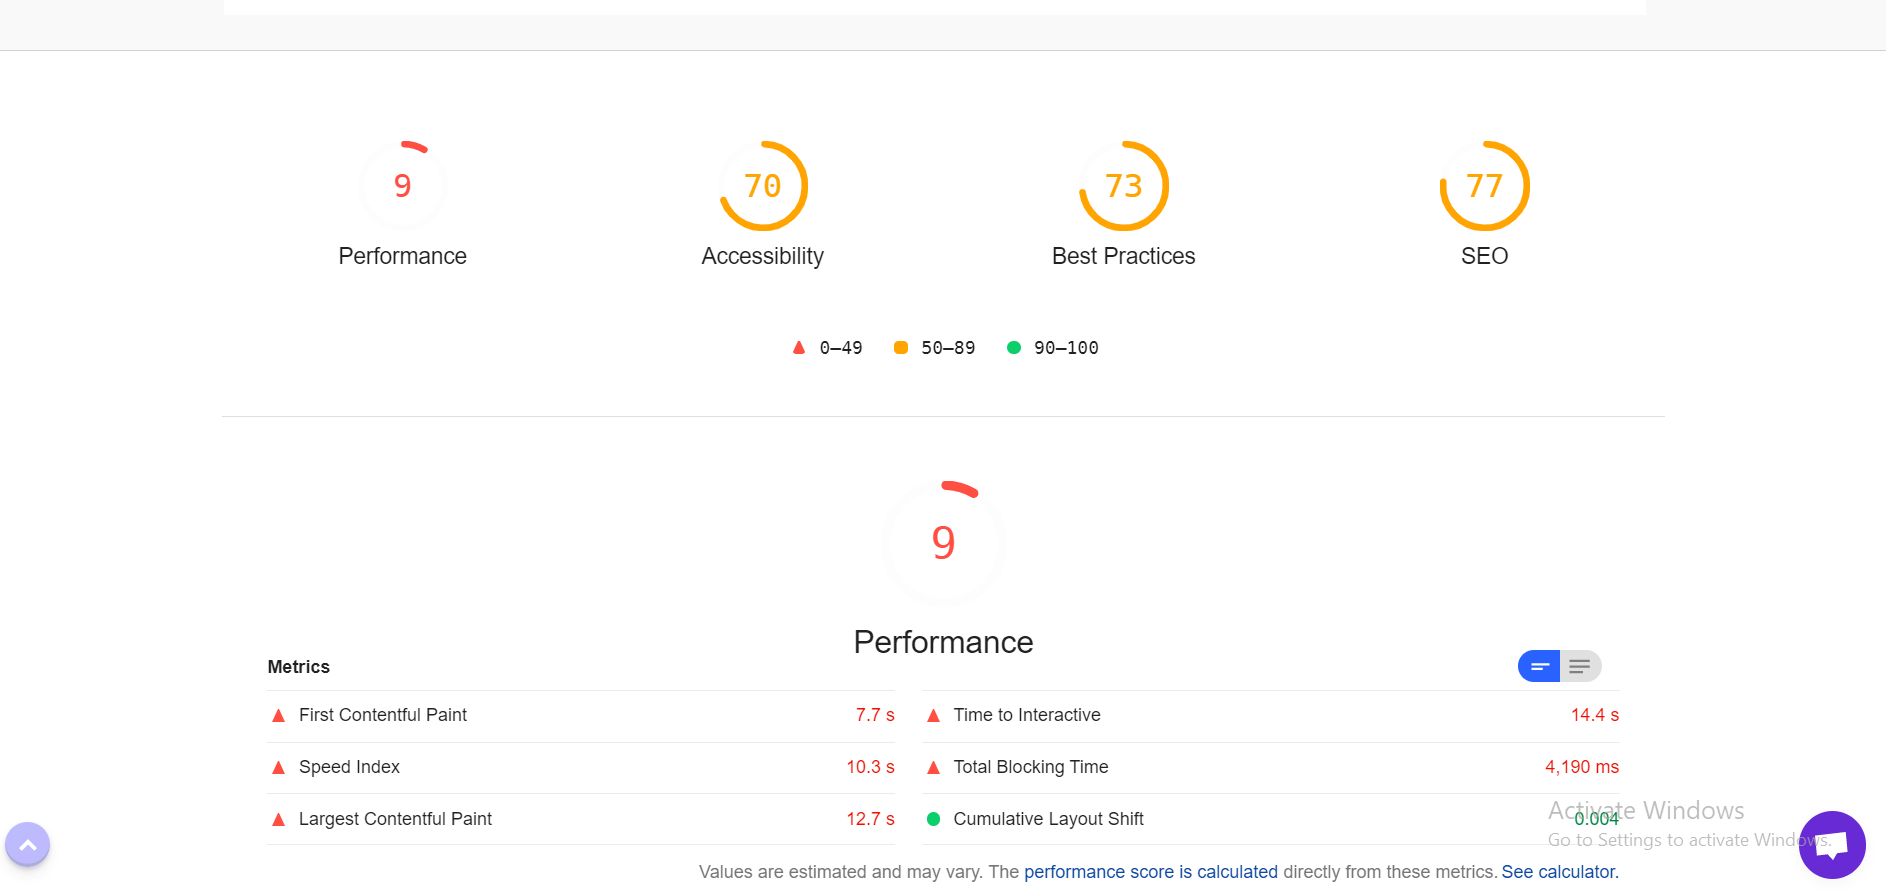 9
70
73
77
Performance
Accessibility
Best Practices
SEO
0–49
50–89
90–100
9
Performance
Metrics
First Contentful Paint
7.7 s
Time to Interactive
14.4 s
Speed Index
10.3 s
Total Blocking Time
4,190 ms
Largest Contentful Paint
12.7 s
Cumulative Layout Shift
0.004
Activate Windows
Go to Settings to activate Windows.
Values are estimated and may vary. The performance score is calculated directly from these metrics. See calculator.